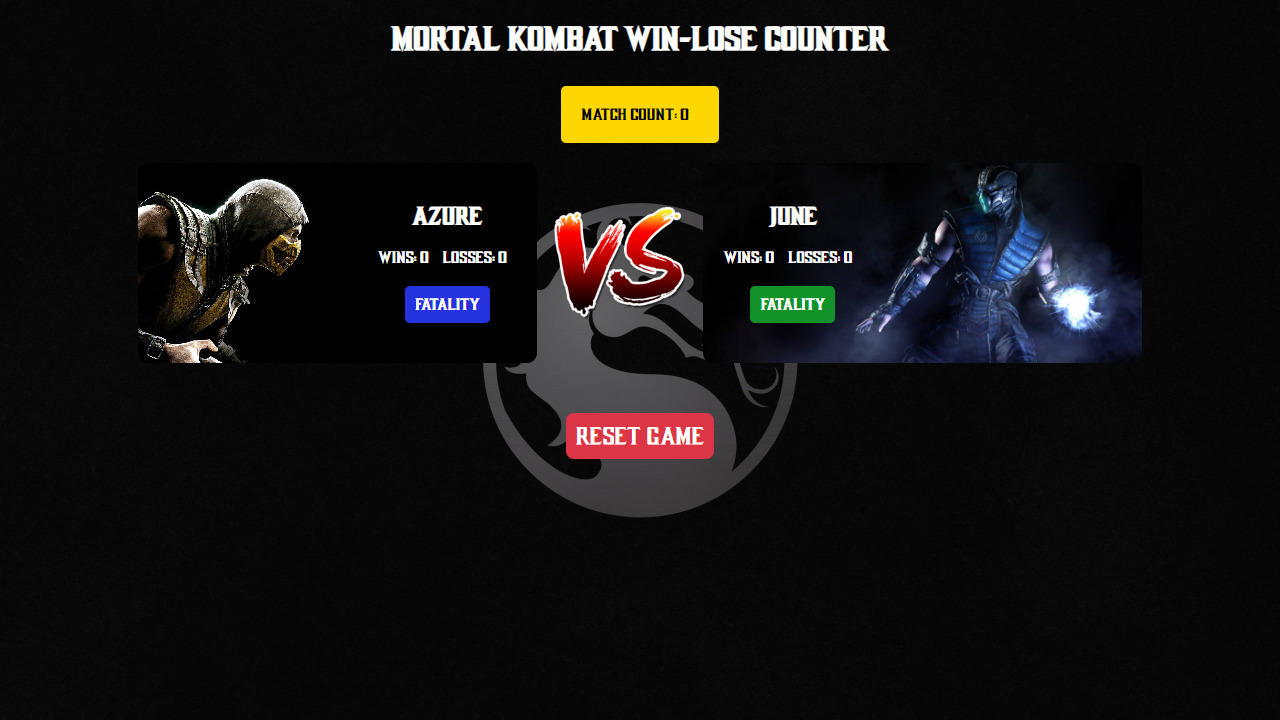 MORTAL KOMBAT WIN-LOSE COUNTER
MATCH COUNT: 0
AZURE
WINS: 0 LOSSES: 0
FATALITY
VS
JUNE
WINS: 0 LOSSES: 0
FATALITY
RESET GAME